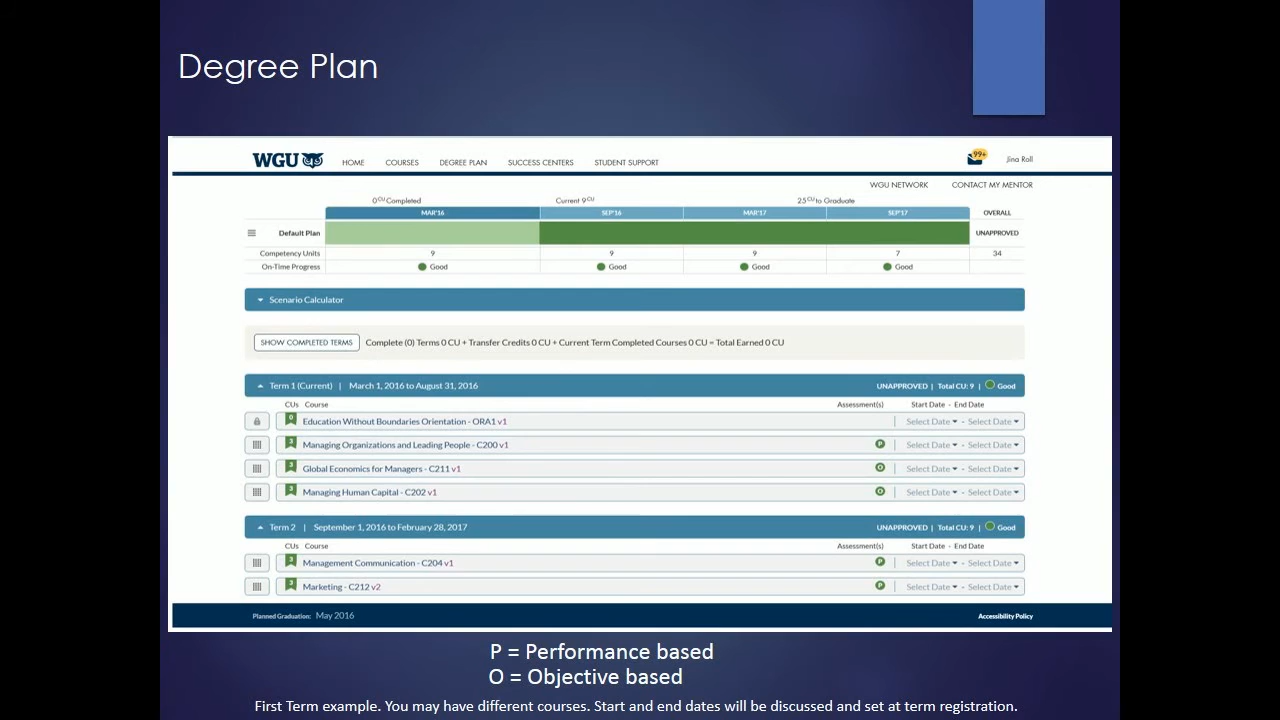 Degree Plan
WGU HOME COURSES DEGREE PLAN SUCCESS CENTERS STUDENT SUPPORT 99+ Jina Roll
WGU NETWORK CONTACT MY MENTOR
0 CU Completed Current 9 CU 25 CU to Graduate
MAR'16 SEP'16 MAR'17 SEP'17 OVERALL
Default Plan UNAPPROVED
Competency Units 9 9 9 7 34
On-Time Progress Good Good Good Good
Scenario Calculator
SHOW COMPLETED TERMS Complete (0) Terms 0 CU + Transfer Credits 0 CU + Current Term Completed Courses 0 CU = Total Earned 0 CU
Term 1 (Current) | March 1, 2016 to August 31, 2016 UNAPPROVED | Total CU: 9 | Good
CUs Course Assessment(s) Start Date - End Date
0 Education Without Boundaries Orientation - ORA1 v1 Select Date - Select Date
3 Managing Organizations and Leading People - C200 v1 P Select Date - Select Date
3 Global Economics for Managers - C211 v1 O Select Date - Select Date
3 Managing Human Capital - C202 v1 O Select Date - Select Date
Term 2 | September 1, 2016 to February 28, 2017 UNAPPROVED | Total CU: 9 | Good
CUs Course Assessment(s) Start Date - End Date
3 Management Communication - C204 v1 P Select Date - Select Date
3 Marketing - C212 v2 P Select Date - Select Date
Planned Graduation: May 2016 Accessibility Policy
P = Performance based
O = Objective based
First Term example. You may have different courses. Start and end dates will be discussed and set at term registration.